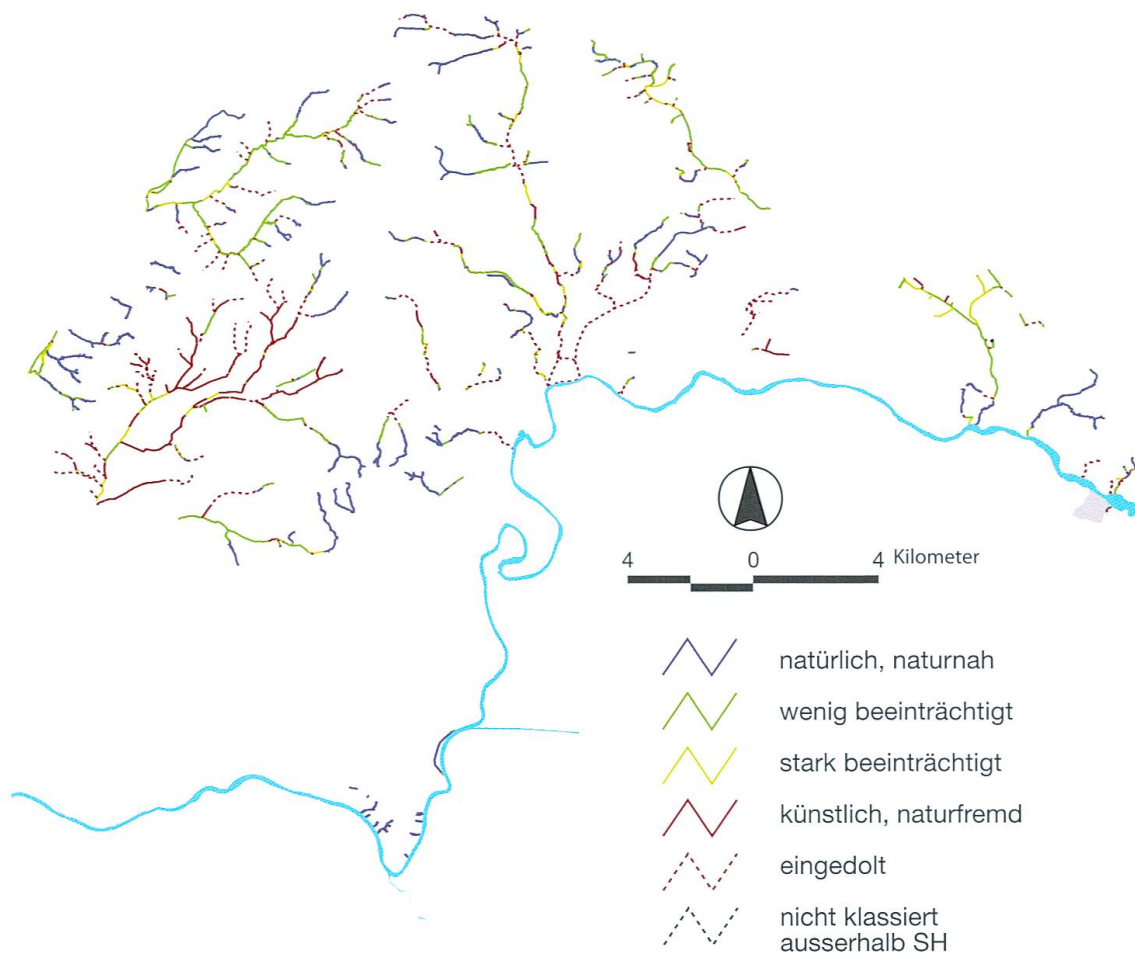 4 0 4 Kilometer
natürlich, naturnah
wenig beeinträchtigt
stark beeinträchtigt
künstlich, naturfremd
eingedolt
nicht klassiert
ausserhalb SH